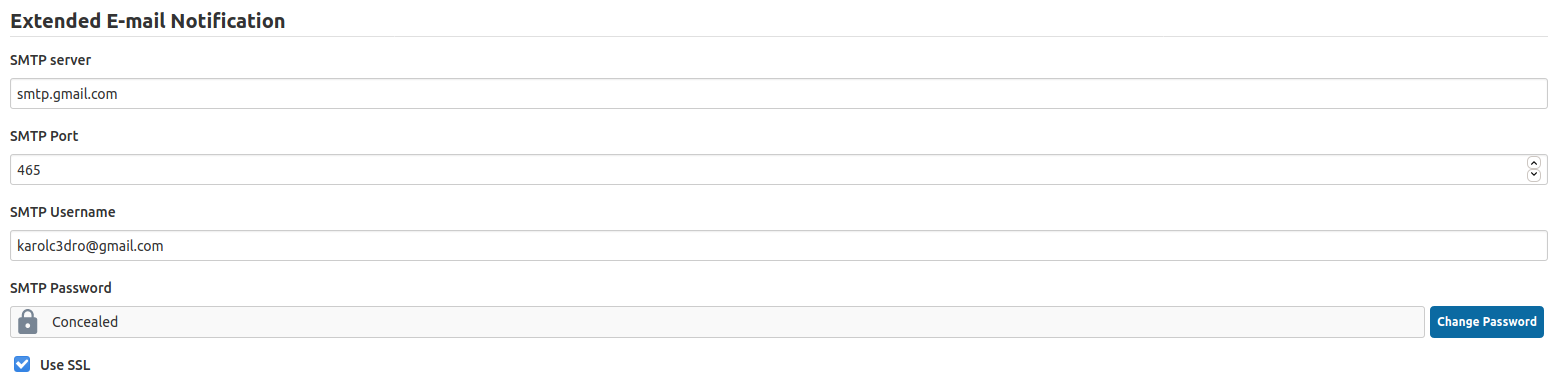 Extended E-mail Notification
SMTP server
smtp.gmail.com
SMTP Port
465
SMTP Username
karolc3dro@gmail.com
SMTP Password
Concealed
Change Password
Use SSL